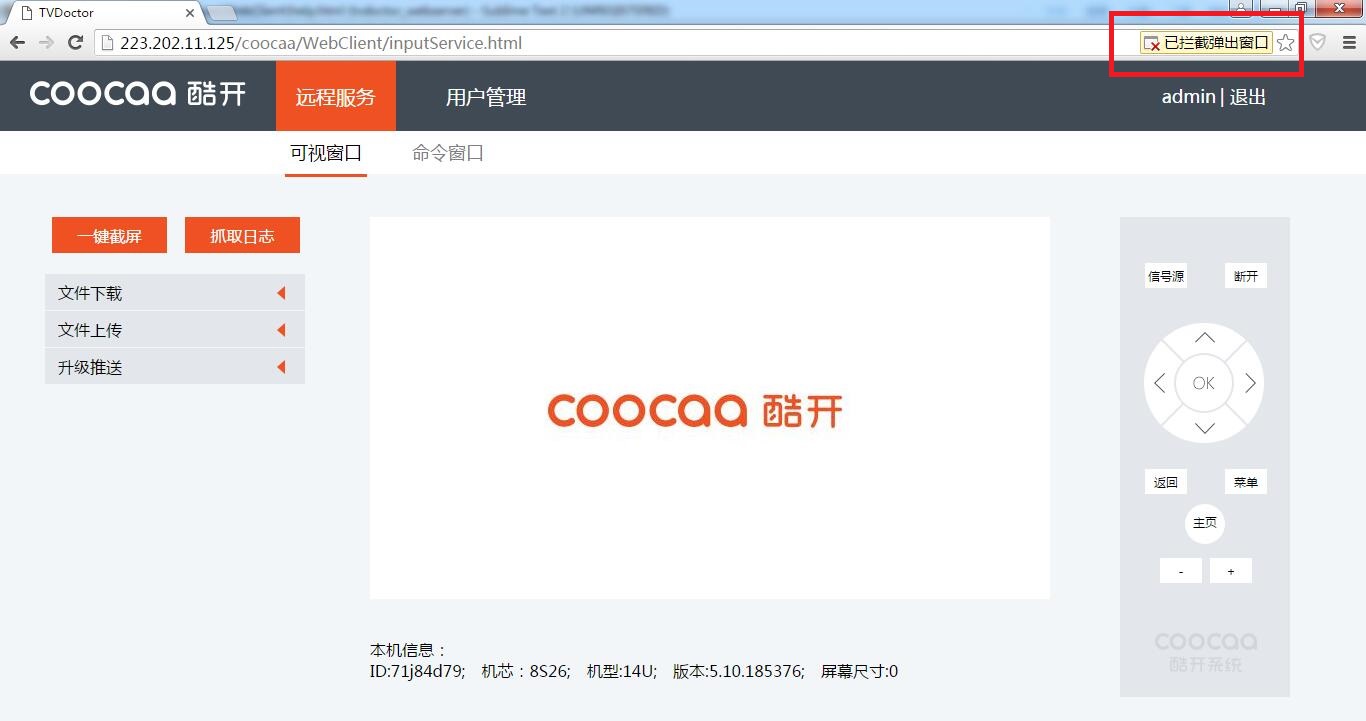 TVDoctor
223.202.11.125/coocaa/WebClient/inputService.html
已拦截弹出窗口
coocaa 酷开
远程服务
用户管理
admin | 退出
可视窗口
命令窗口
一键截屏
抓取日志
文件下载
文件上传
升级推送
coocaa 酷开
信号源
断开
OK
返回
菜单
主页
-
+
coocaa
酷开系统
本机信息：
ID:71j84d79; 机芯：8S26; 机型:14U; 版本:5.10.185376; 屏幕尺寸:0